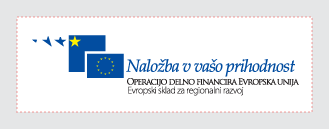 Naložba v vašo prihodnost
OPERACIJO DELNO FINANCIRA EVROPSKA UNIJA
Evropski sklad za regionalni razvoj